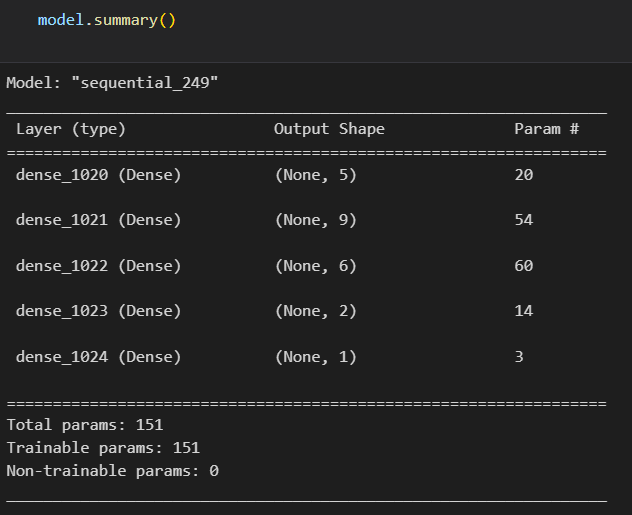 model.summary()
Model: "sequential_249"
Layer (type) Output Shape Param #
=================================================================
dense_1020 (Dense) (None, 5) 20
dense_1021 (Dense) (None, 9) 54
dense_1022 (Dense) (None, 6) 60
dense_1023 (Dense) (None, 2) 14
dense_1024 (Dense) (None, 1) 3
=================================================================
Total params: 151
Trainable params: 151
Non-trainable params: 0